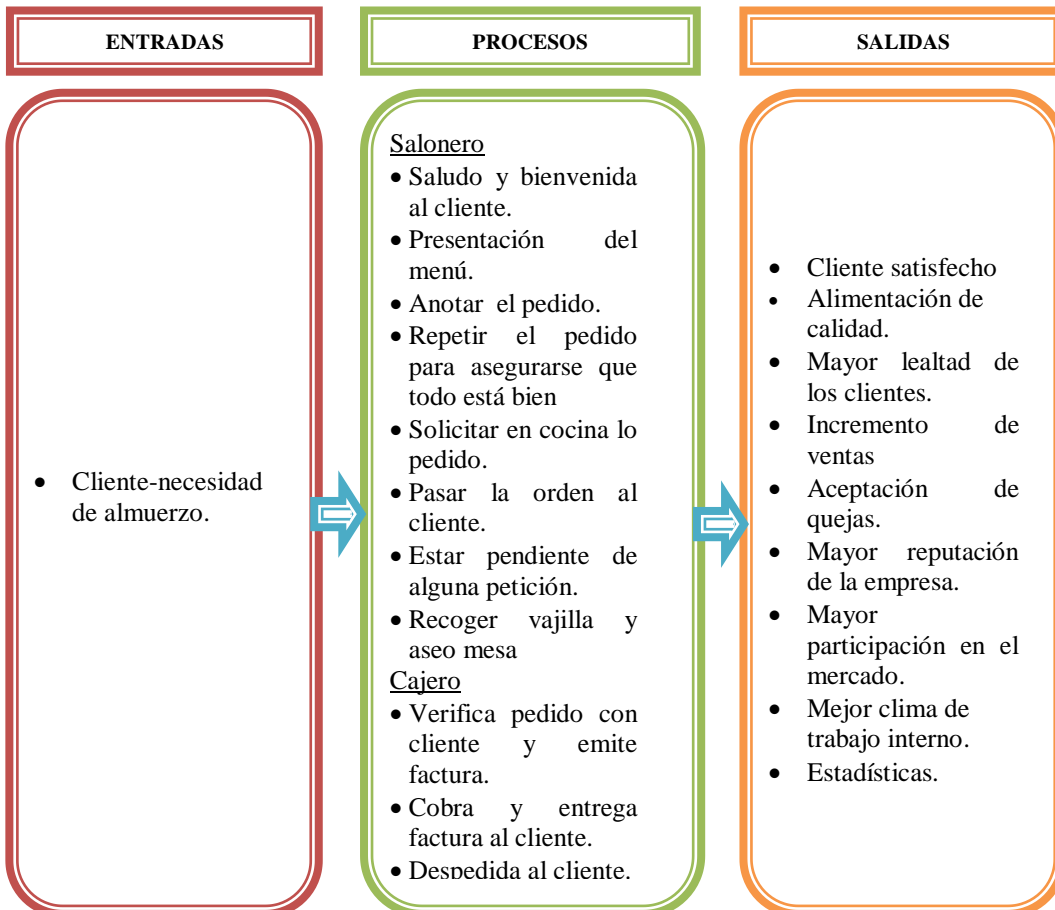 ENTRADAS
PROCESOS
SALIDAS
• Cliente-necesidad
de almuerzo.
Salonero
• Saludo y bienvenida
al cliente.
• Presentación del
menú.
• Anotar el pedido.
• Repetir el pedido
para asegurarse que
todo está bien
• Solicitar en cocina lo
pedido.
• Pasar la orden al
cliente.
• Estar pendiente de
alguna petición.
• Recoger vajilla y
aseo mesa
Cajero
• Verifica pedido con
cliente y emite
factura.
• Cobra y entrega
factura al cliente.
• Despedida al cliente.
• Cliente satisfecho
• Alimentación de
calidad.
• Mayor lealtad de
los clientes.
• Incremento de
ventas
• Aceptación de
quejas.
• Mayor reputación
de la empresa.
• Mayor
participación en el
mercado.
• Mejor clima de
trabajo interno.
• Estadísticas.